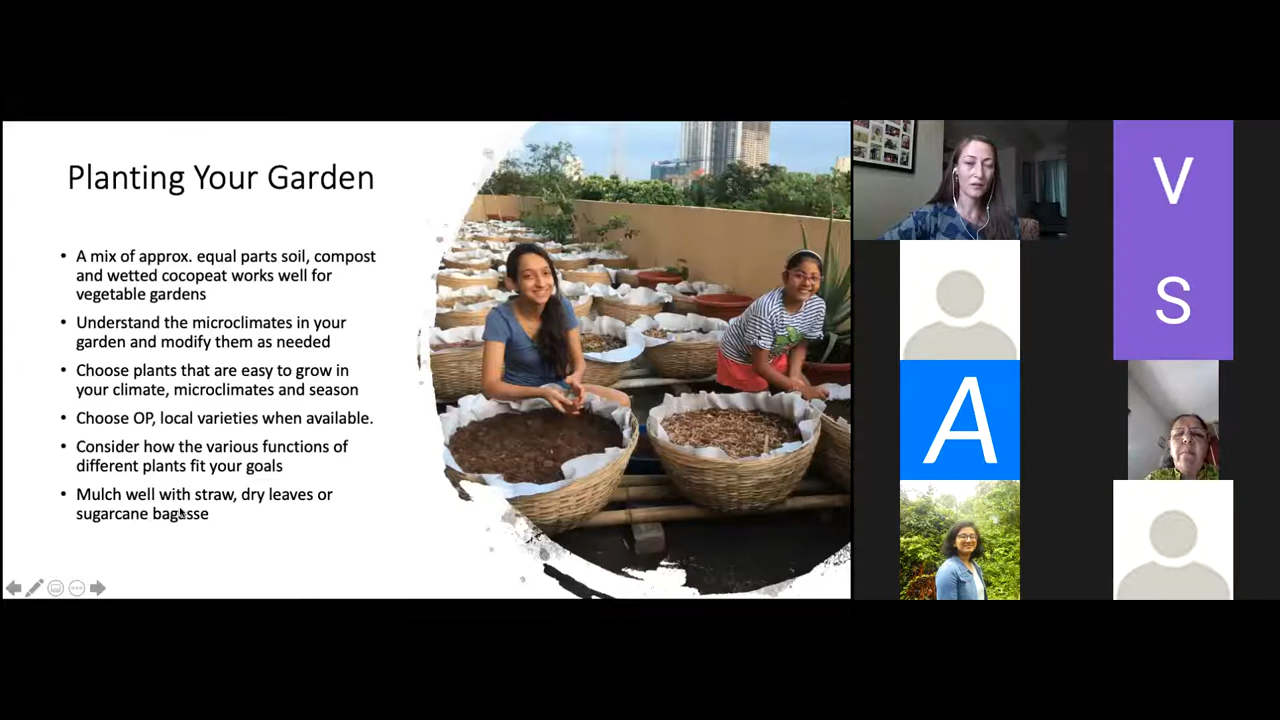 Planting Your Garden
• A mix of approx. equal parts soil, compost
and wetted cocopeat works well for
vegetable gardens
• Understand the microclimates in your
garden and modify them as needed
• Choose plants that are easy to grow in
your climate, microclimates and season
• Choose OP, local varieties when available.
• Consider how the various functions of
different plants fit your goals
• Mulch well with straw, dry leaves or
sugarcane bagasse
V
S
A